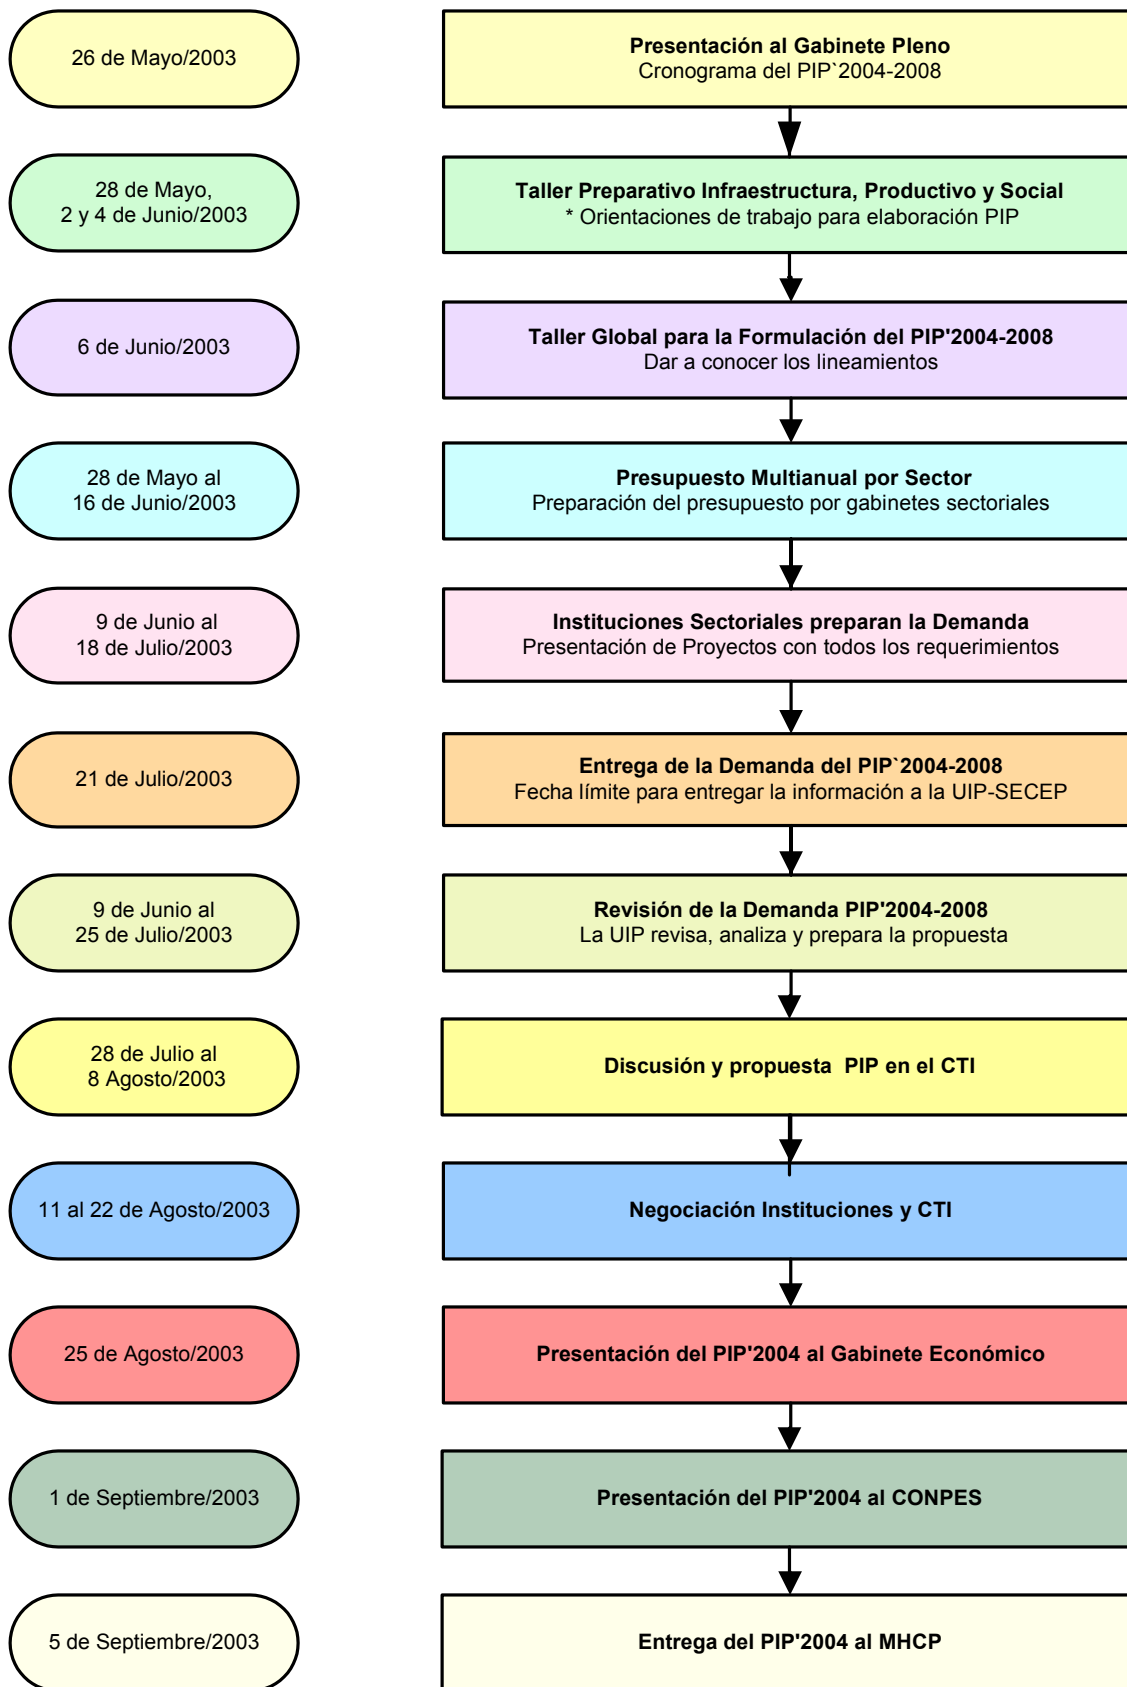 26 de Mayo/2003
Presentación al Gabinete Pleno
Cronograma del PIP`2004-2008
28 de Mayo,
2 y 4 de Junio/2003
Taller Preparativo Infraestructura, Productivo y Social
* Orientaciones de trabajo para elaboración PIP
6 de Junio/2003
Taller Global para la Formulación del PIP'2004-2008
Dar a conocer los lineamientos
28 de Mayo al
16 de Junio/2003
Presupuesto Multianual por Sector
Preparación del presupuesto por gabinetes sectoriales
9 de Junio al
18 de Julio/2003
Instituciones Sectoriales preparan la Demanda
Presentación de Proyectos con todos los requerimientos
21 de Julio/2003
Entrega de la Demanda del PIP`2004-2008
Fecha límite para entregar la información a la UIP-SECEP
9 de Junio al
25 de Julio/2003
Revisión de la Demanda PIP'2004-2008
La UIP revisa, analiza y prepara la propuesta
28 de Julio al
8 Agosto/2003
Discusión y propuesta  PIP en el CTI
11 al 22 de Agosto/2003
Negociación Instituciones y CTI
25 de Agosto/2003
Presentación del PIP'2004 al Gabinete Económico
1 de Septiembre/2003
Presentación del PIP'2004 al CONPES
5 de Septiembre/2003
Entrega del PIP'2004 al MHCP